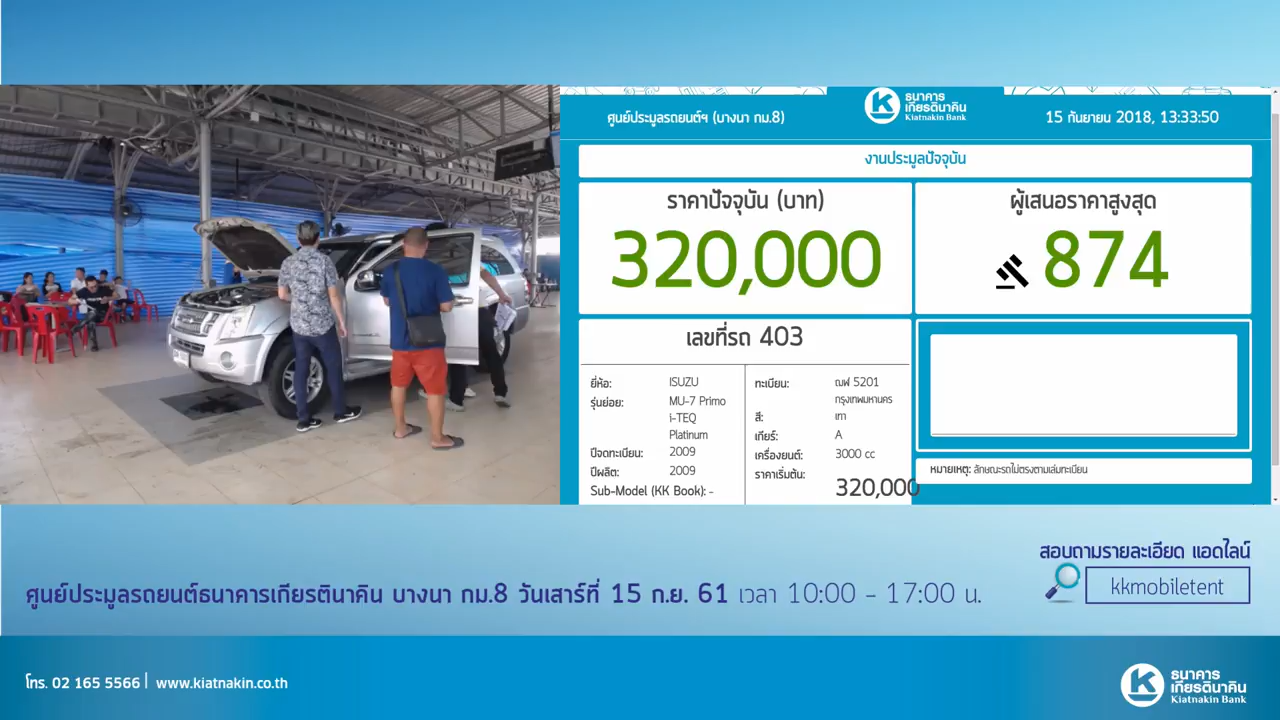 ศูนย์ประมูลรถยนต์ฯ (บางนา กม.8)
ธนาคาร
เกียรตินาคิน
Kiatnakin Bank
15 กันยายน 2018, 13:33:50
งานประมูลปัจจุบัน
ราคาปัจจุบัน (บาท)
320,000
ผู้เสนอราคาสูงสุด
874
เลขที่รถ 403
ยี่ห้อ: ISUZU
รุ่นย่อย: MU-7 Primo
i-TEQ
Platinum
ปีจดทะเบียน: 2009
ปีผลิต: 2009
Sub-Model (KK Book): -
ทะเบียน: ฌฬ 5201
กรุงเทพมหานคร
สี: เทา
เกียร์: A
เครื่องยนต์: 3000 cc
ราคาเริ่มต้น: 320,000
หมายเหตุ: ลักษณะรถไม่ตรงตามเล่มทะเบียน
สอบถามรายละเอียด แอดไลน์
kkmobiletent
ศูนย์ประมูลรถยนต์ธนาคารเกียรตินาคิน บางนา กม.8 วันเสาร์ที่ 15 ก.ย. 61 เวลา 10:00 - 17:00 น.
โทร. 02 165 5566 | www.kiatnakin.co.th
ธนาคาร
เกียรตินาคิน
Kiatnakin Bank